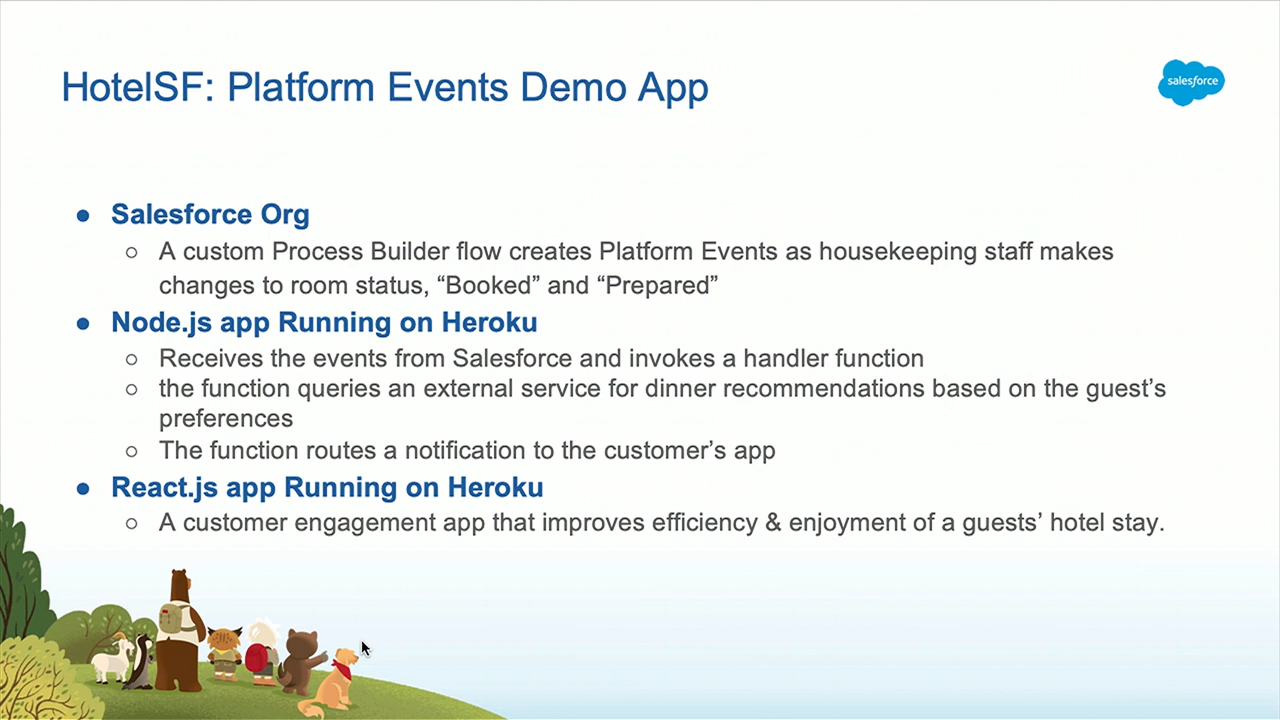 HotelSF: Platform Events Demo App
salesforce
● Salesforce Org
○ A custom Process Builder flow creates Platform Events as housekeeping staff makes
changes to room status, “Booked” and “Prepared”
● Node.js app Running on Heroku
○ Receives the events from Salesforce and invokes a handler function
○ the function queries an external service for dinner recommendations based on the guest’s
preferences
○ The function routes a notification to the customer’s app
● React.js app Running on Heroku
○ A customer engagement app that improves efficiency & enjoyment of a guests’ hotel stay.